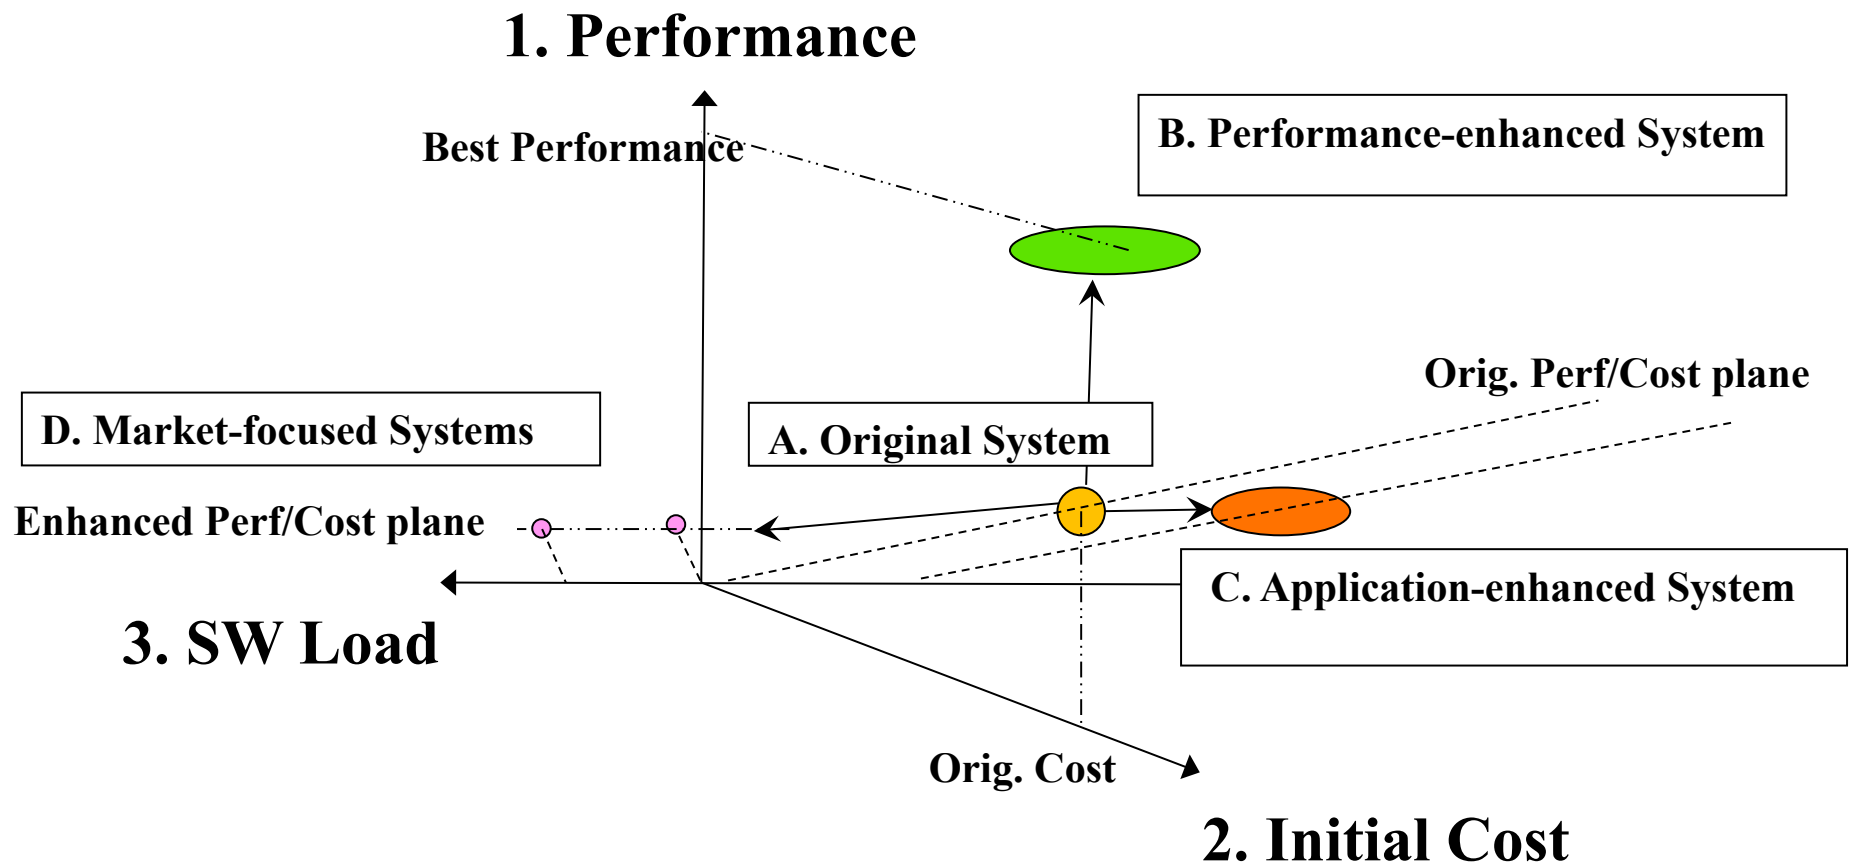 1. Performance
Best Performance
B. Performance-enhanced System
Orig. Perf/Cost plane
D. Market-focused Systems
A. Original System
Enhanced Perf/Cost plane
C. Application-enhanced System
3. SW Load
Orig. Cost
2. Initial Cost